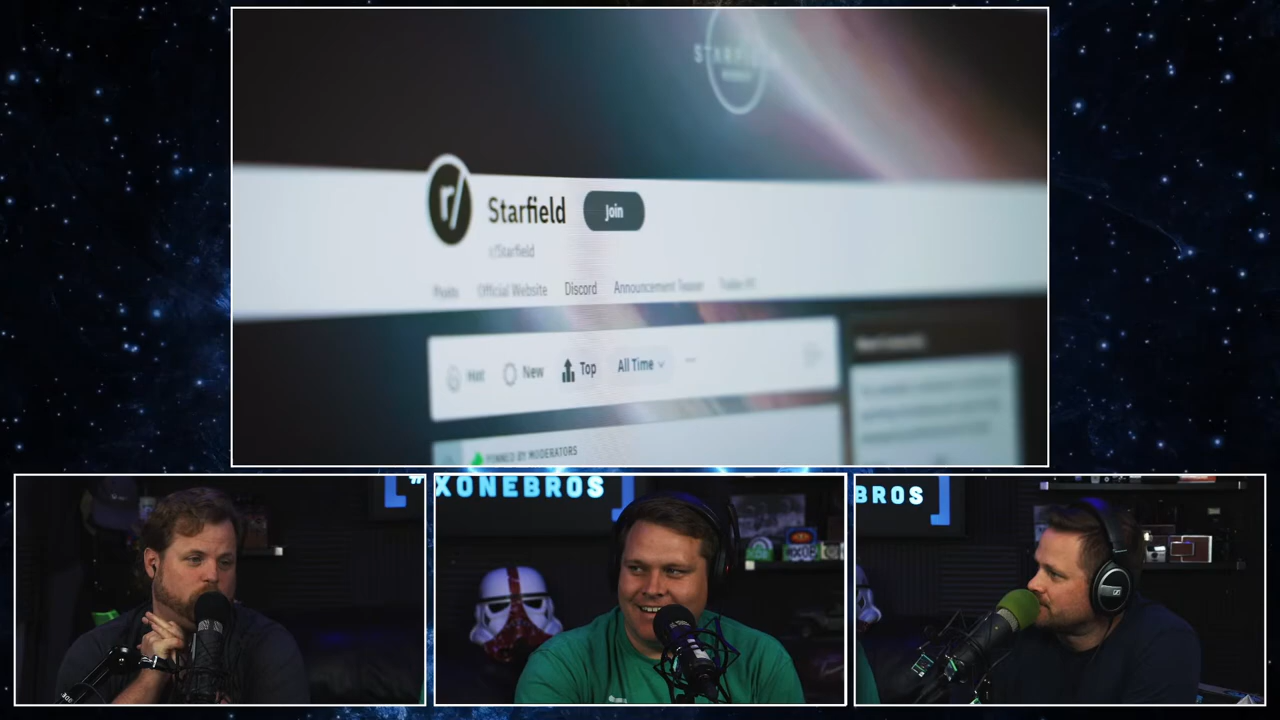 STARFIELD
r/
Starfield
Join
r/Starfield
Posts Official Website Discord Announcement Teaser
Hot New Top All Time
PINNED BY MODERATORS
["
XONEBROS]
BROS]